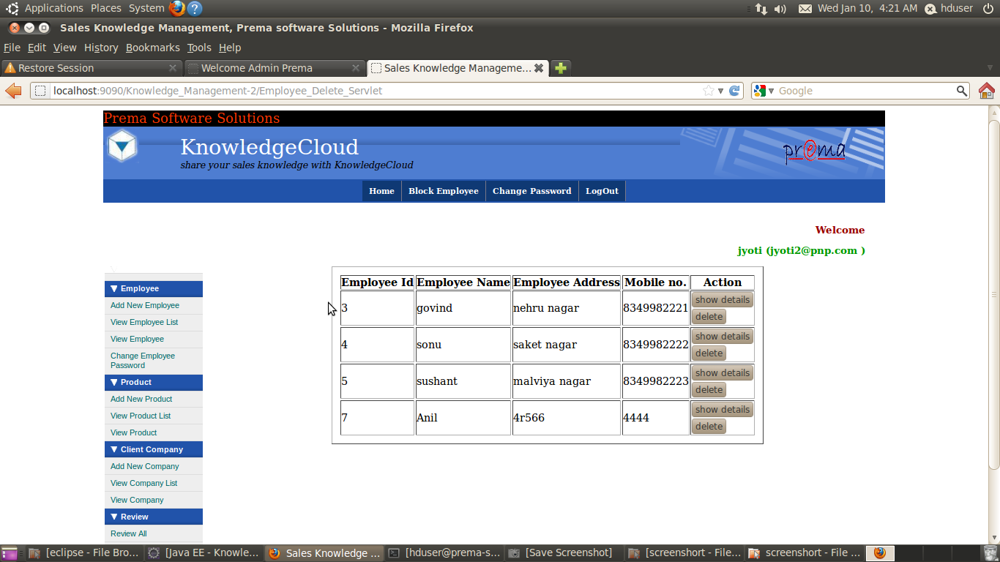 Applications Places System ?
Wed Jan 10, 4:21 AM hduser
Sales Knowledge Management, Prema software Solutions - Mozilla Firefox
File Edit View History Bookmarks Tools Help
Restore Session
Welcome Admin Prema
Sales Knowledge Manageme...
localhost:9090/Knowledge_Management-2/Employee_Delete_Servlet
Google
Prema Software Solutions
KnowledgeCloud
share your sales knowledge with KnowledgeCloud
prema
Home Block Employee Change Password LogOut
Welcome
jyoti (jyoti2@pnp.com )
Employee
Add New Employee
View Employee List
View Employee
Change Employee
Password
Product
Add New Product
View Product List
View Product
Client Company
Add New Company
View Company List
View Company
Review
Review All
Employee Id Employee Name Employee Address Mobile no. Action
3 govind nehru nagar 8349982221 show details
delete
4 sonu saket nagar 8349982222 show details
delete
5 sushant malviya nagar 8349982223 show details
delete
7 Anil 4r566 4444 show details
delete
[eclipse - File Bro... [Java EE - Knowle... Sales Knowledge ... [hduser@prema-s... [Save Screenshot] [screenshort - File... screenshort - File ...